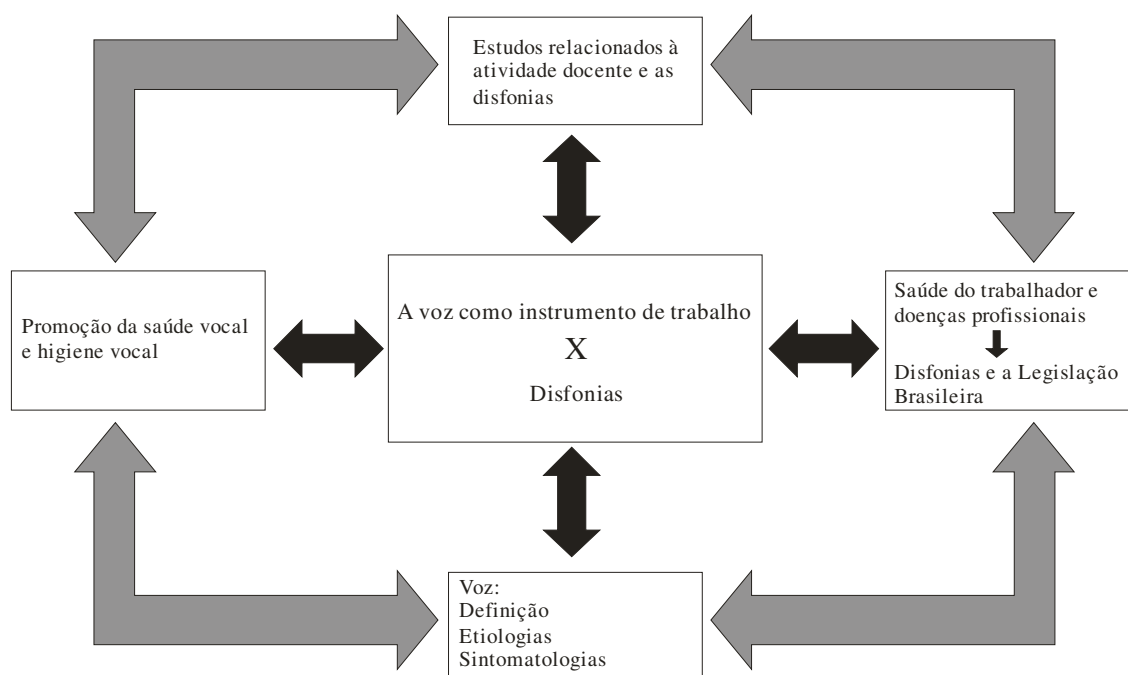 Estudos relacionados à
atividade docente e as
disfonias
Promoção da saúde vocal
e higiene vocal
A voz como instrumento de trabalho
X
Disfonias
Saúde do trabalhador e
doenças profissionais
Disfonias e a Legislação
Brasileira
Voz:
Definição
Etiologias
Sintomatologias